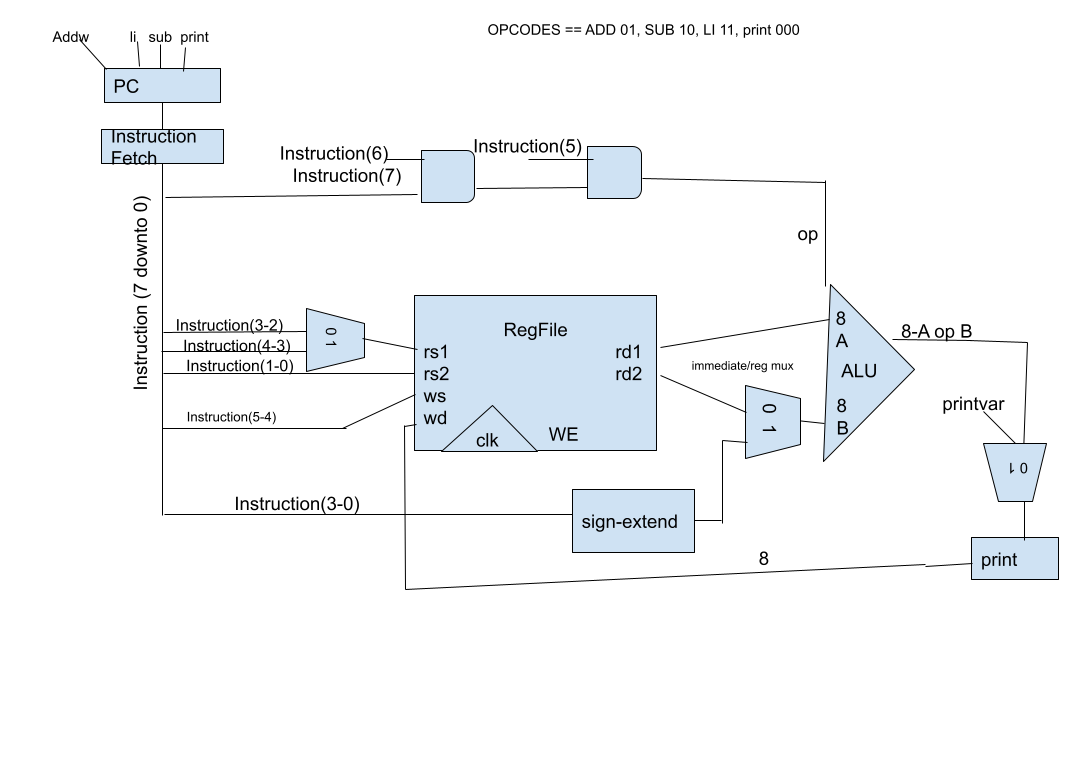 OPCODES == ADD 01, SUB 10, LI 11, print 000
Addw li sub print
PC
Instruction
Fetch
Instruction(6)
Instruction(5)
Instruction(7)
Instruction (7 downto 0)
op
Instruction(3-2)
Instruction(4-3)
Instruction(1-0)
Instruction(5-4)
0 1
RegFile
rs1
rs2
ws
wd
rd1
rd2
clk
WE
immediate/reg mux
0 1
8
A
ALU
8
B
8-A op B
printvar
0 1
Instruction(3-0)
sign-extend
8
print